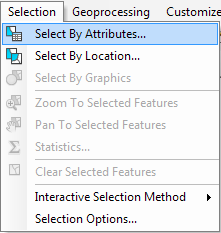 Selection Geoprocessing Customize
Select By Attributes...
Select By Location...
Select By Graphics
Zoom To Selected Features
Pan To Selected Features
Statistics...
Clear Selected Features
Interactive Selection Method
Selection Options...